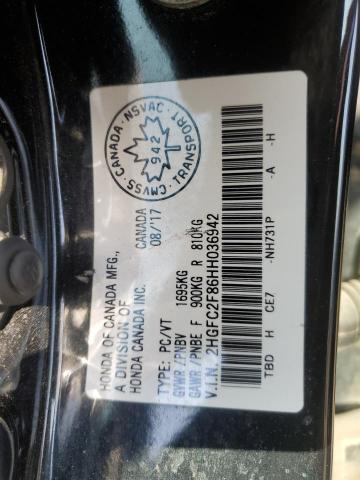 HONDA OF CANADA MFG.,
A DIVISION OF
HONDA CANADA INC.
CANADA
08/'17
TYPE: PC/VT
GVWR/PNBV 1695KG
GAWR/PNBE F 900KG R 810KG
V.I.N. 2HGFC2F86HH036942
TBD H CE7 -NH731P -A -H
CANADA · NSVAC · TRANSPORT · CMVSS ·
942